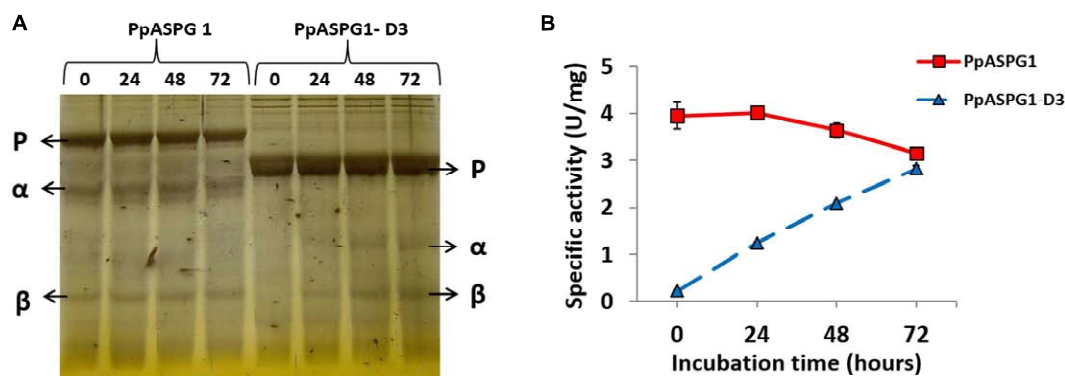 A
PpASPG 1
PpASPG1- D3
0 24 48 72 0 24 48 72
P
P
α
α
β
β
B
PpASPG1
PpASPG1-D3
Specific activity (U/mg)
5
4
3
2
1
0
0 24 48 72
Incubation time (hours)